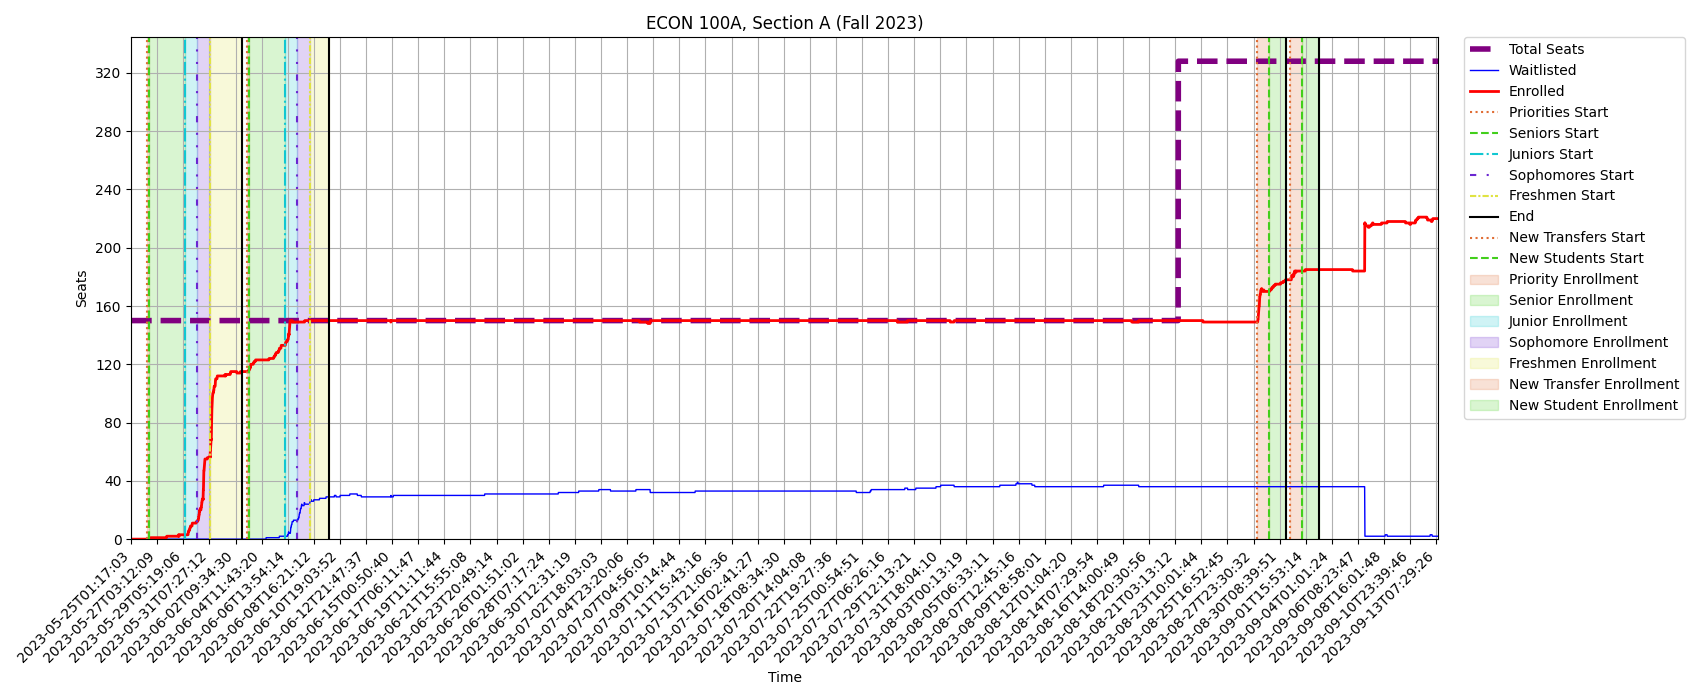 ECON 100A, Section A (Fall 2023)
Seats
320
280
240
200
160
120
80
40
0
2023-05-25T01:17:03
2023-05-27T03:12:09
2023-05-29T05:19:06
2023-05-31T07:27:12
2023-06-02T09:34:30
2023-06-04T11:43:20
2023-06-06T13:54:14
2023-06-08T16:21:12
2023-06-10T19:03:52
2023-06-12T21:47:37
2023-06-15T00:50:40
2023-06-17T06:11:47
2023-06-19T11:11:44
2023-06-21T15:55:08
2023-06-23T20:49:14
2023-06-26T01:51:02
2023-06-28T07:17:24
2023-06-30T12:31:19
2023-07-02T18:03:03
2023-07-04T23:20:06
2023-07-07T04:56:05
2023-07-09T10:14:44
2023-07-11T15:43:16
2023-07-13T21:06:36
2023-07-16T02:41:27
2023-07-18T08:34:30
2023-07-20T14:04:08
2023-07-22T19:27:36
2023-07-25T00:54:51
2023-07-27T06:26:16
2023-07-29T12:13:21
2023-07-31T18:04:10
2023-08-03T00:13:19
2023-08-05T06:33:11
2023-08-07T12:45:16
2023-08-09T18:58:01
2023-08-12T01:04:20
2023-08-14T07:29:54
2023-08-16T14:00:49
2023-08-18T20:30:56
2023-08-21T03:13:12
2023-08-23T10:01:44
2023-08-25T16:52:45
2023-08-27T23:30:32
2023-08-30T08:39:51
2023-09-01T15:53:14
2023-09-04T01:01:24
2023-09-06T08:23:47
2023-09-08T16:01:48
2023-09-10T23:39:46
2023-09-13T07:29:26
Time
Total Seats
Waitlisted
Enrolled
Priorities Start
Seniors Start
Juniors Start
Sophomores Start
Freshmen Start
End
New Transfers Start
New Students Start
Priority Enrollment
Senior Enrollment
Junior Enrollment
Sophomore Enrollment
Freshmen Enrollment
New Transfer Enrollment
New Student Enrollment